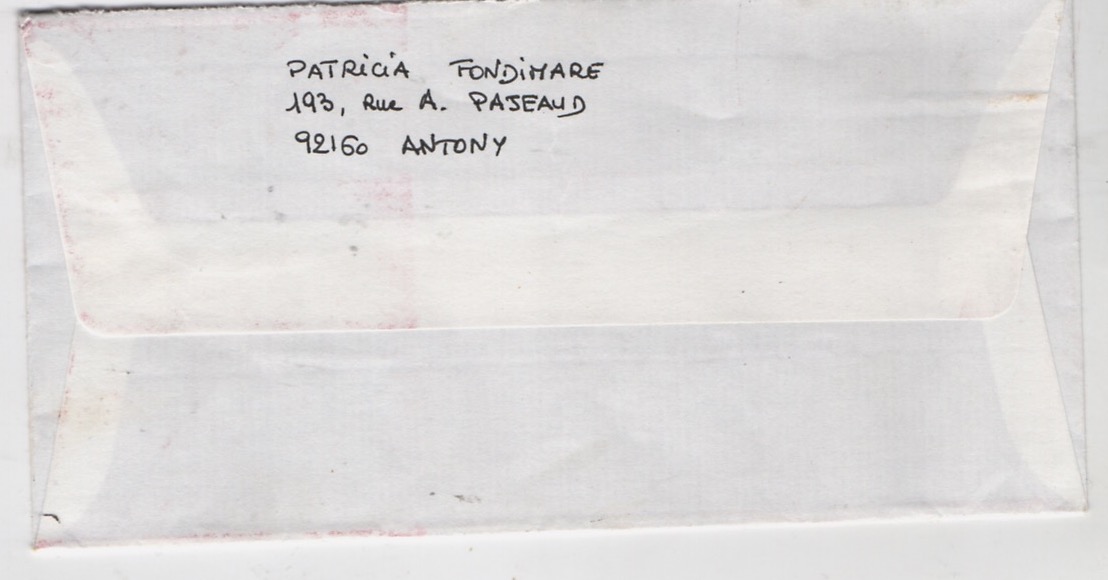 PATRiCiA FONDiMARE
193, Rue A. PAJEAUD
92160 ANTONY